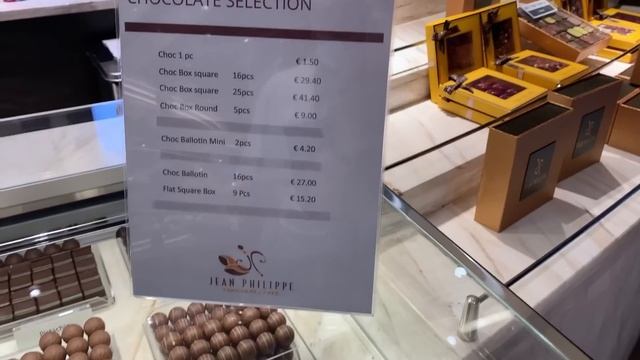 CHOCOLATE SELECTION
Choc 1 pc € 1.50
Choc Box square 16pcs € 29.40
Choc Box square 25pcs € 41.40
Choc Box Round 5pcs € 9.00
Choc Ballotin Mini 2pcs € 4.20
Choc Ballotin 16pcs € 27.00
Flat Square Box 9 Pcs € 15.20
JEAN PHILIPPE